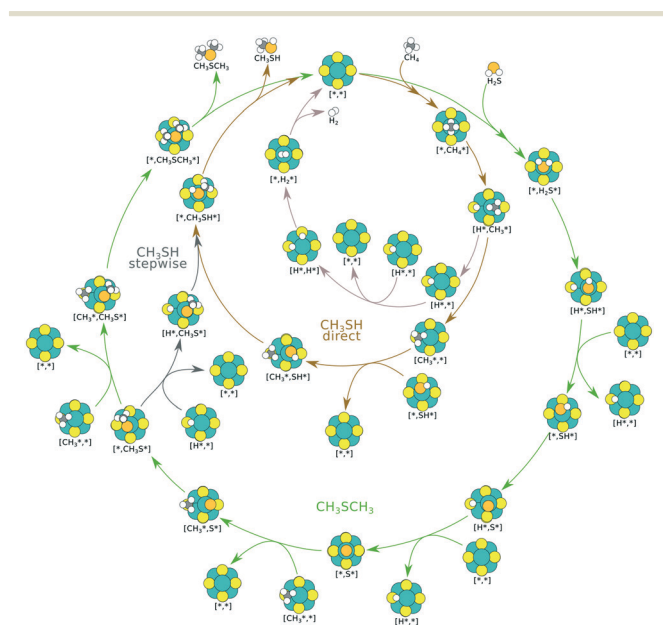 CH₃SCH₃
CH₃SH
CH₄
H₂S
[*,*]
H₂
[*,CH₄*]
[*,CH₃SCH₃*]
[*,H₂*]
[*,H₂S*]
[*,CH₃SH*]
[H*,CH₃*]
CH₃SH
stepwise
[H*,H*]
[*,*]
[H*,*]
[H*,*]
[H*,SH*]
[CH₃*,CH₃S*]
[H*,CH₃S*]
CH₃SH
direct
[CH₃*,*]
[*,*]
[*,*]
[CH₃*,SH*]
[*,*]
[*,SH*]
[H*,*]
[*,SH*]
[CH₃*,*]
[*,CH₃S*]
[H*,*]
[*,*]
CH₃SCH₃
[CH₃*,S*]
[H*,S*]
[*,S*]
[*,*]
[*,*]
[CH₃*,*]
[H*,*]